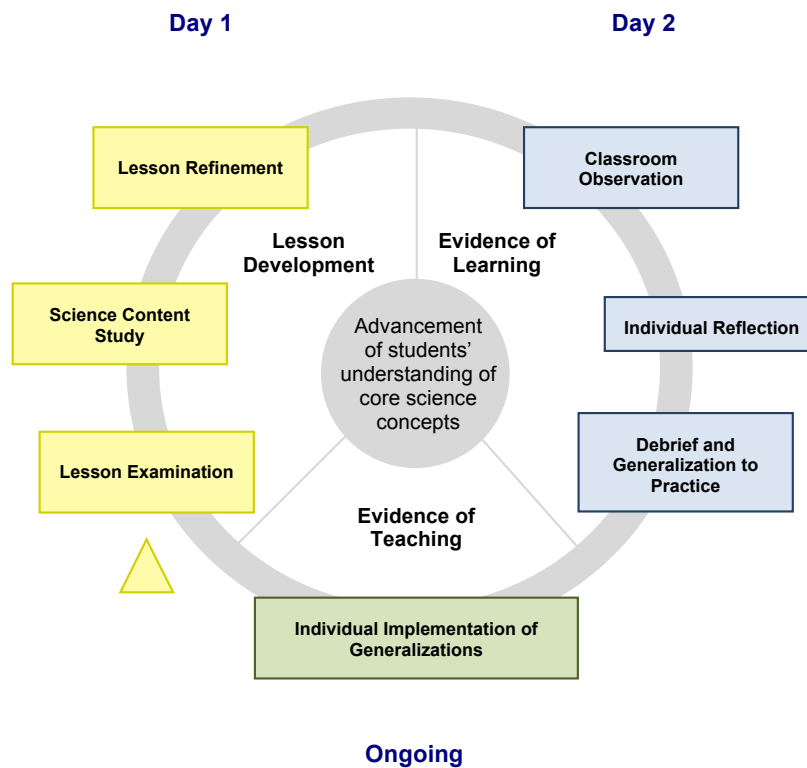 Day 1
Day 2
Lesson Refinement
Classroom
Observation
Lesson
Development
Evidence of
Learning
Science Content
Study
Individual Reflection
Advancement
of students’
understanding of
core science
concepts
Lesson Examination
Debrief and
Generalization to
Practice
Evidence of
Teaching
Individual Implementation of
Generalizations
Ongoing